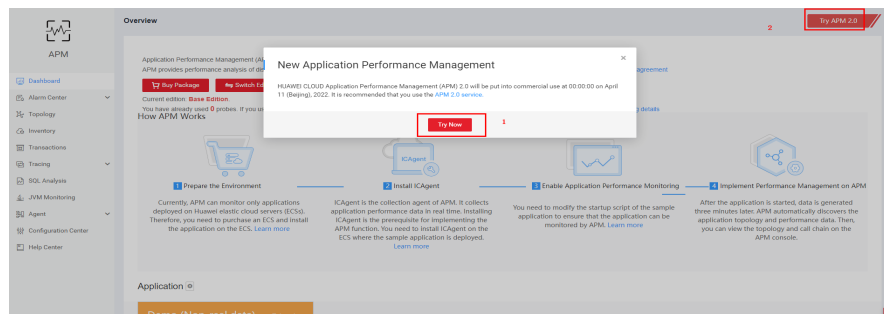 Overview
2
Try APM 2.0
APM
Dashboard
Alarm Center
Topology
Inventory
Transactions
Tracing
SQL Analysis
JVM Monitoring
Agent
Configuration Center
Help Center
Application Performance Management (A
APM provides performance analysis of di
agreement
Buy Package
Switch Ed
Current edition: Base Edition.
You have already used 0 probes. If you us
g details
New Application Performance Management
×
HUAWEI CLOUD Application Performance Management (APM) 2.0 will be put into commercial use at 00:00:00 on April
11 (Beijing), 2022. It is recommended that you use the APM 2.0 service.
Try Now
1
How APM Works
ICAgent
1 Prepare the Environment
2 Install ICAgent
3 Enable Application Performance Monitoring
4 Implement Performance Management on APM
Currently, APM can monitor only applications
deployed on Huawei elastic cloud servers (ECSs).
Therefore, you need to purchase an ECS and install
the application on the ECS. Learn more
ICAgent is the collection agent of APM. It collects
application performance data in real time. Installing
ICAgent is the prerequisite for implementing the
APM function. You need to install ICAgent on the
ECS where the sample application is deployed.
Learn more
You need to modify the startup script of the sample
application to ensure that the application can be
monitored by APM. Learn more
After the application is started, data is generated
three minutes later. APM automatically discovers the
application topology and performance data. Then,
you can view the topology and call chain on the
APM console.
Application
Demo (Non-real data)